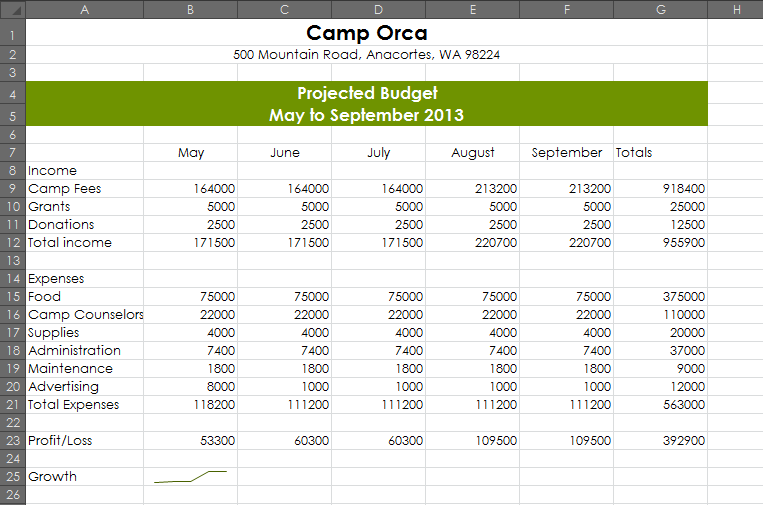 A B C D E F G H
1 Camp Orca
2 500 Mountain Road, Anacortes, WA 98224
3
4 Projected Budget
5 May to September 2013
6
7 May June July August September Totals
8 Income
9 Camp Fees 164000 164000 164000 213200 213200 918400
10 Grants 5000 5000 5000 5000 5000 25000
11 Donations 2500 2500 2500 2500 2500 12500
12 Total income 171500 171500 171500 220700 220700 955900
13
14 Expenses
15 Food 75000 75000 75000 75000 75000 375000
16 Camp Counselors 22000 22000 22000 22000 22000 110000
17 Supplies 4000 4000 4000 4000 4000 20000
18 Administration 7400 7400 7400 7400 7400 37000
19 Maintenance 1800 1800 1800 1800 1800 9000
20 Advertising 8000 1000 1000 1000 1000 12000
21 Total Expenses 118200 111200 111200 111200 111200 563000
22
23 Profit/Loss 53300 60300 60300 109500 109500 392900
24
25 Growth
26